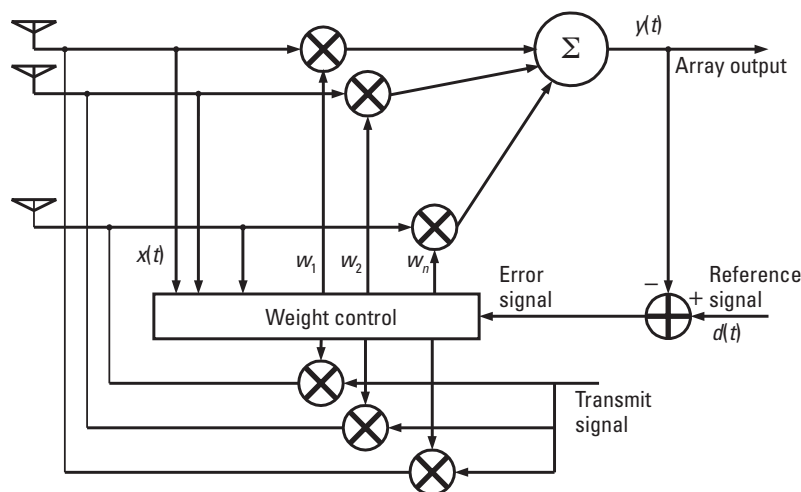 Σ
y(t)
Array output
x(t)
w1
w2
wn
Error
signal
−
+
Reference
signal
d(t)
Weight control
Transmit
signal